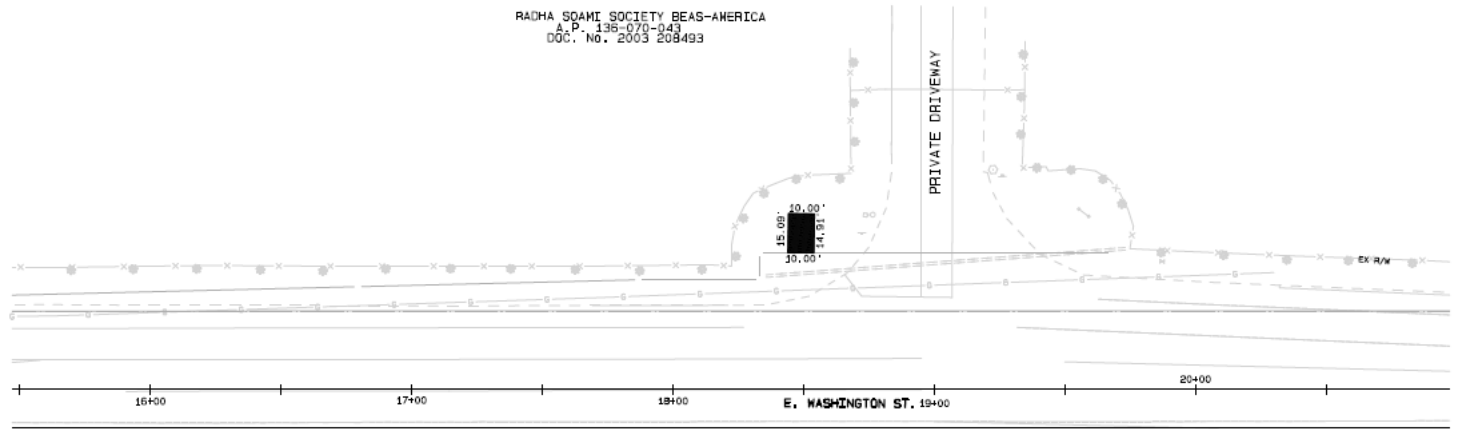 RADHA SOAMI SOCIETY BEAS-AMERICA
A.P. 136-070-043
DOC. No. 2003 208493
PRIVATE DRIVEWAY
10.00'
15.09'
14.91'
10.00'
EX R/W
G G G G G G G G G G G G G G G G G
20+00
16+00 17+00 18+00 E. WASHINGTON ST. 19+00